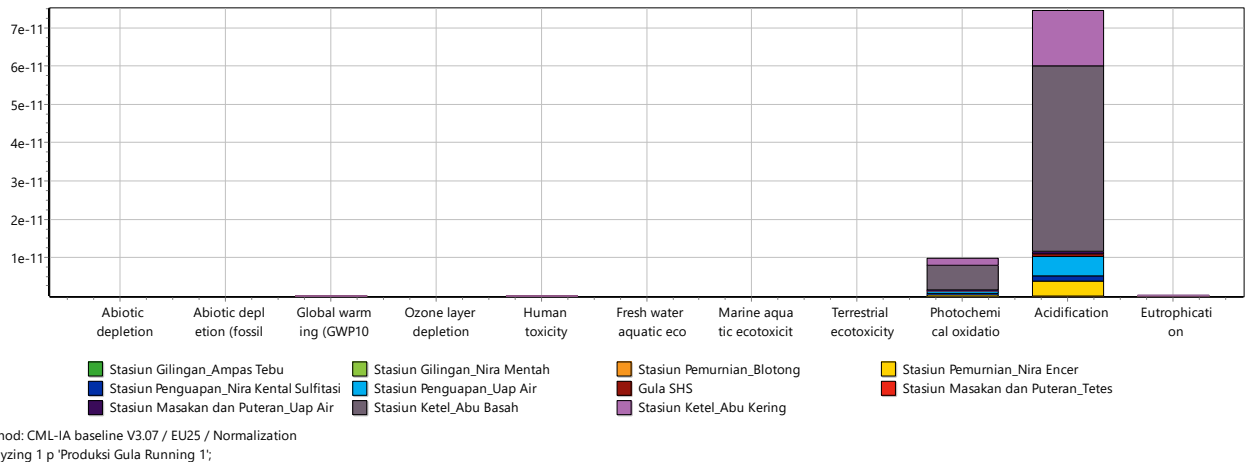 7e-11
6e-11
5e-11
4e-11
3e-11
2e-11
1e-11
Abiotic depletion
Abiotic depl etion (fossil
Global warm ing (GWP10
Ozone layer depletion
Human toxicity
Fresh water aquatic eco
Marine aqua tic ecotoxicit
Terrestrial ecotoxicity
Photochemi cal oxidatio
Acidification
Eutrophicati on
Stasiun Gilingan_Ampas Tebu
Stasiun Gilingan_Nira Mentah
Stasiun Pemurnian_Blotong
Stasiun Pemurnian_Nira Encer
Stasiun Penguapan_Nira Kental Sulfitasi
Stasiun Penguapan_Uap Air
Gula SHS
Stasiun Masakan dan Puteran_Tetes
Stasiun Masakan dan Puteran_Uap Air
Stasiun Ketel_Abu Basah
Stasiun Ketel_Abu Kering
hod: CML-IA baseline V3.07 / EU25 / Normalization
yzing 1 p 'Produksi Gula Running 1';